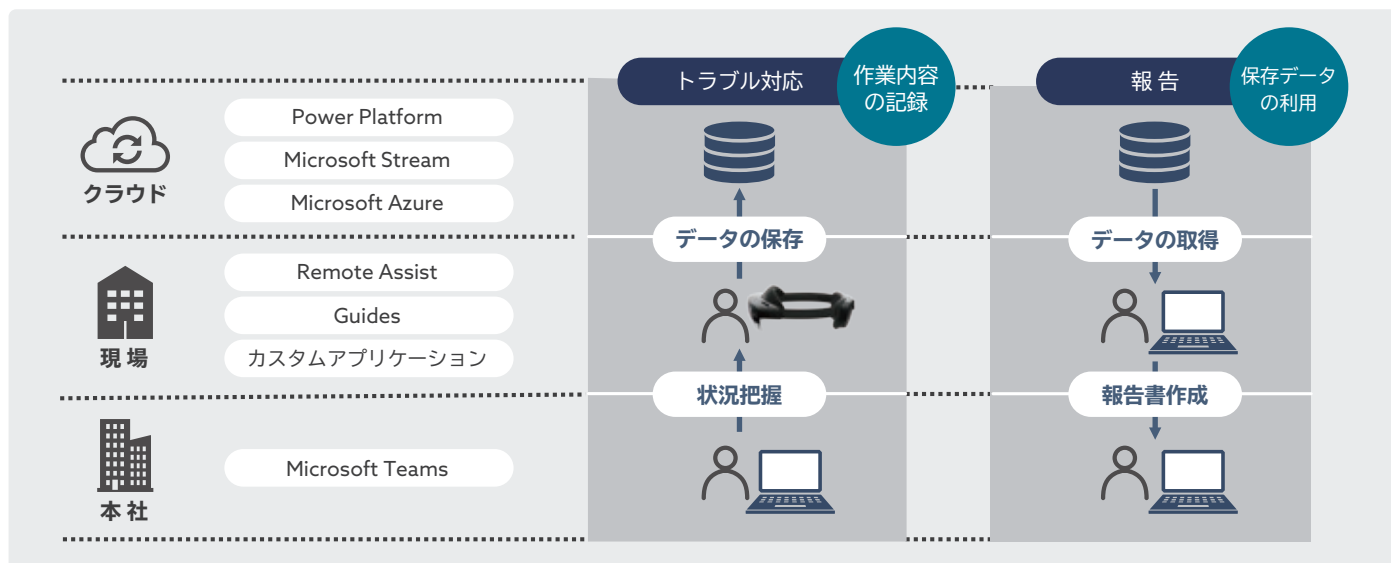 トラブル対応
作業内容
の記録
報 告
保存データ
の利用
クラウド
Power Platform
Microsoft Stream
Microsoft Azure
データの保存
データの取得
現 場
Remote Assist
Guides
カスタムアプリケーション
状況把握
報告書作成
本 社
Microsoft Teams